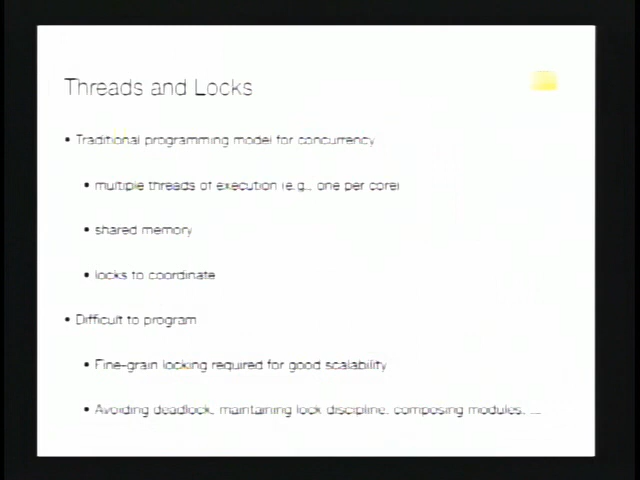 Threads and Locks
• Traditional programming model for concurrency
• multiple threads of execution (e.g., one per core)
• shared memory
• locks to coordinate
• Difficult to program
• Fine-grain locking required for good scalability
• Avoiding deadlock, maintaining lock discipline, composing modules, ...